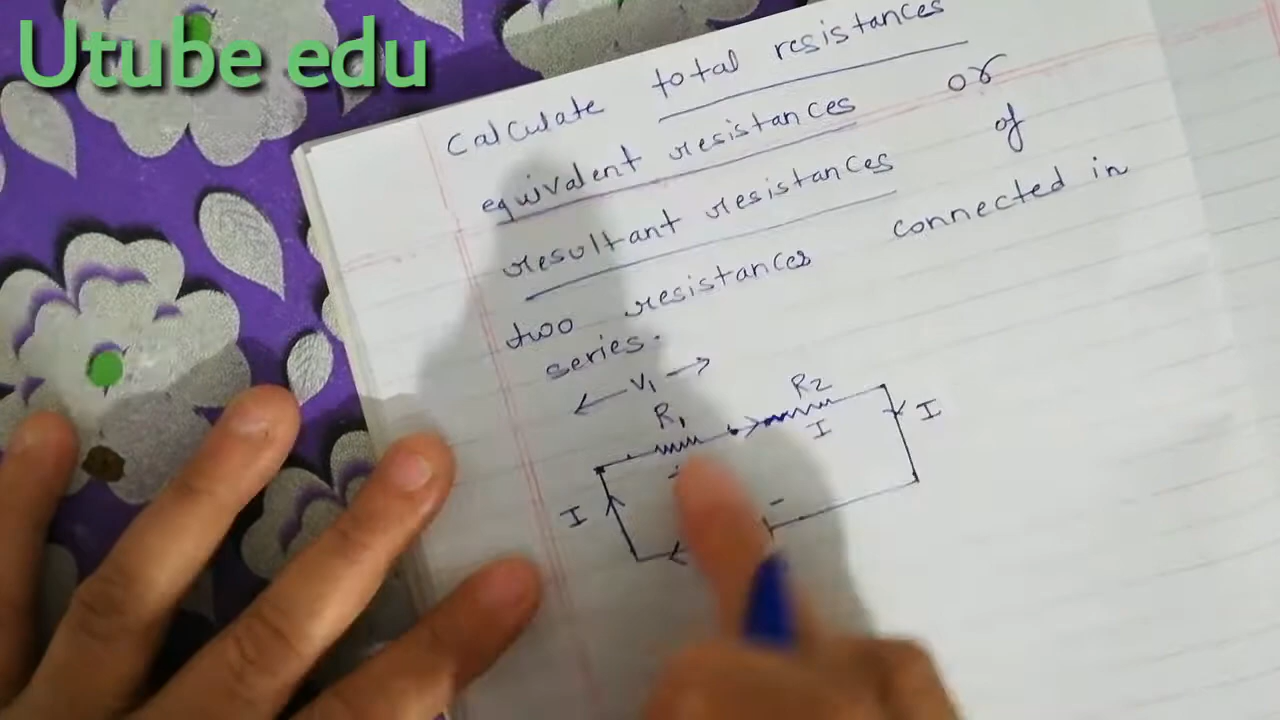 Utube edu
Calculate total resistances
equivalent resistances or
resultant resistances of
two resistances connected in
series.
V1
R1 R2
I I
I
-